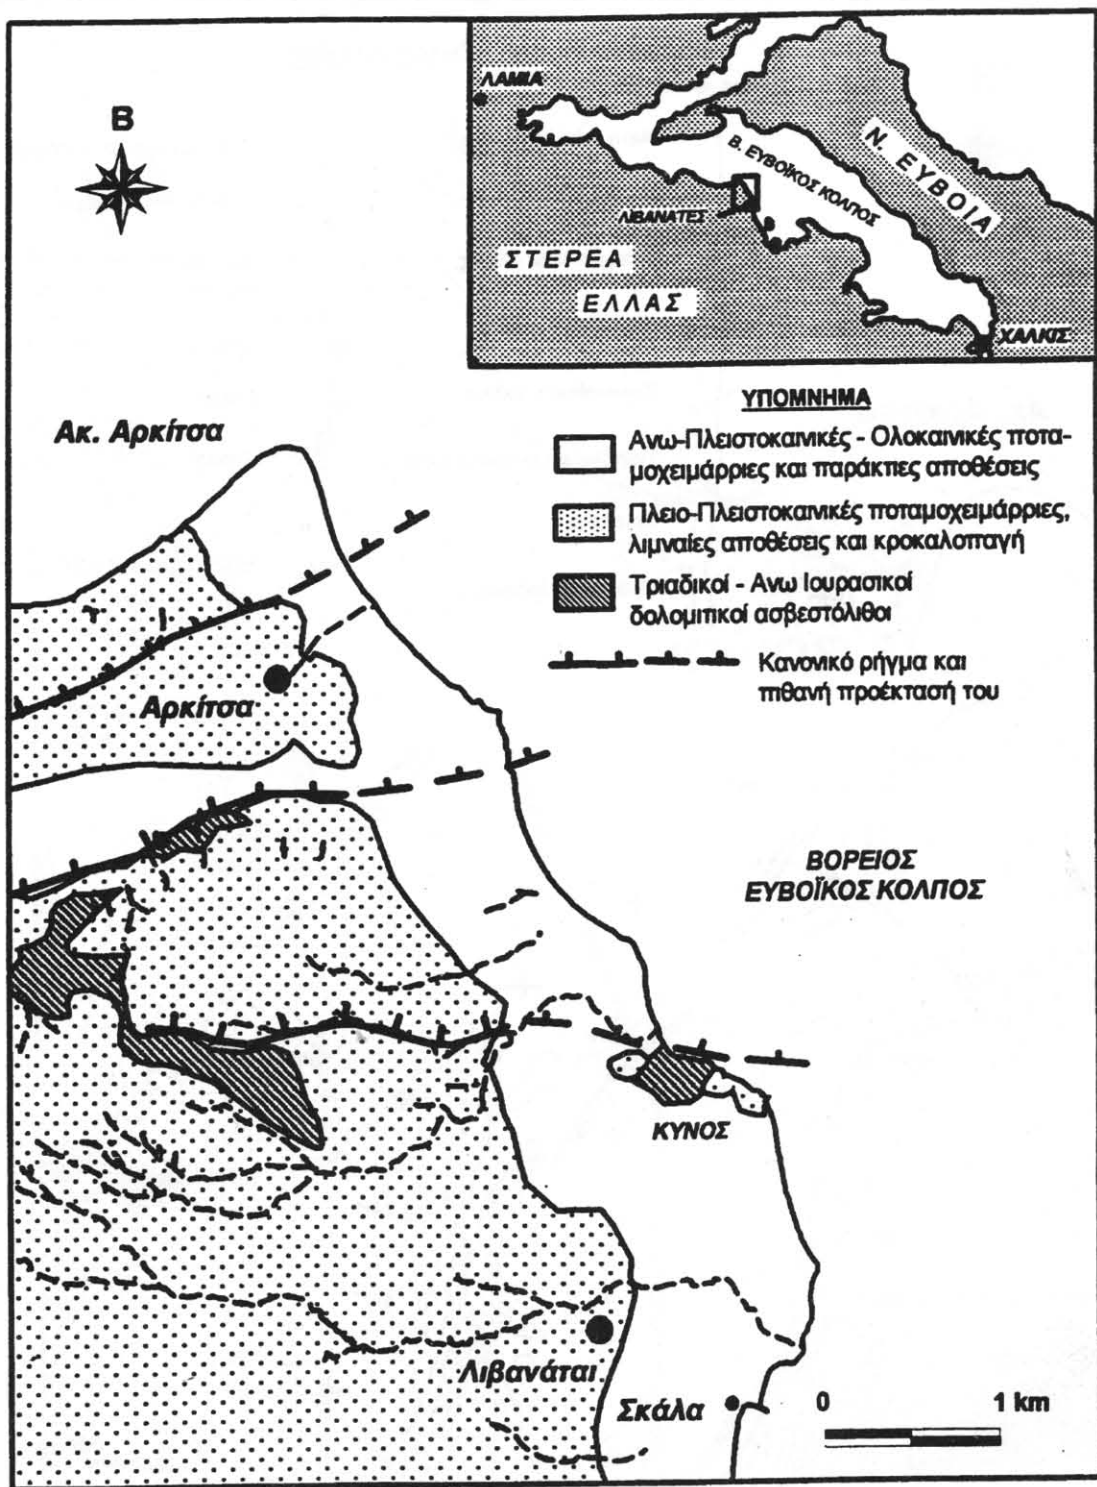 ΛΑΜΙΑ
Β. ΕΥΒΟΪΚΟΣ ΚΟΛΠΟΣ
Ν. ΕΥΒΟΙΑ
ΛΙΒΑΝΑΤΕΣ
ΣΤΕΡΕΑ
ΕΛΛΑΣ
ΧΑΛΚΙΣ
Β
ΥΠΟΜΝΗΜΑ
Ανω-Πλειστοκαινικές - Ολοκαινικές ποτα-
μοχειμάρριες και παράκτιες αποθέσεις
Πλειο-Πλειστοκαινικές ποταμοχειμάρριες,
λιμναίες αποθέσεις και κροκαλοπαγή
Τριαδικοί - Ανω Ιουρασικοί
δολομιτικοί ασβεστόλιθοι
Κανονικό ρήγμα και
πιθανή προέκτασή του
Ακ. Αρκίτσα
Αρκίτσα
ΒΟΡΕΙΟΣ
ΕΥΒΟΪΚΟΣ ΚΟΛΠΟΣ
ΚΥΝΟΣ
Λιβανάται
Σκάλα
0 1 km